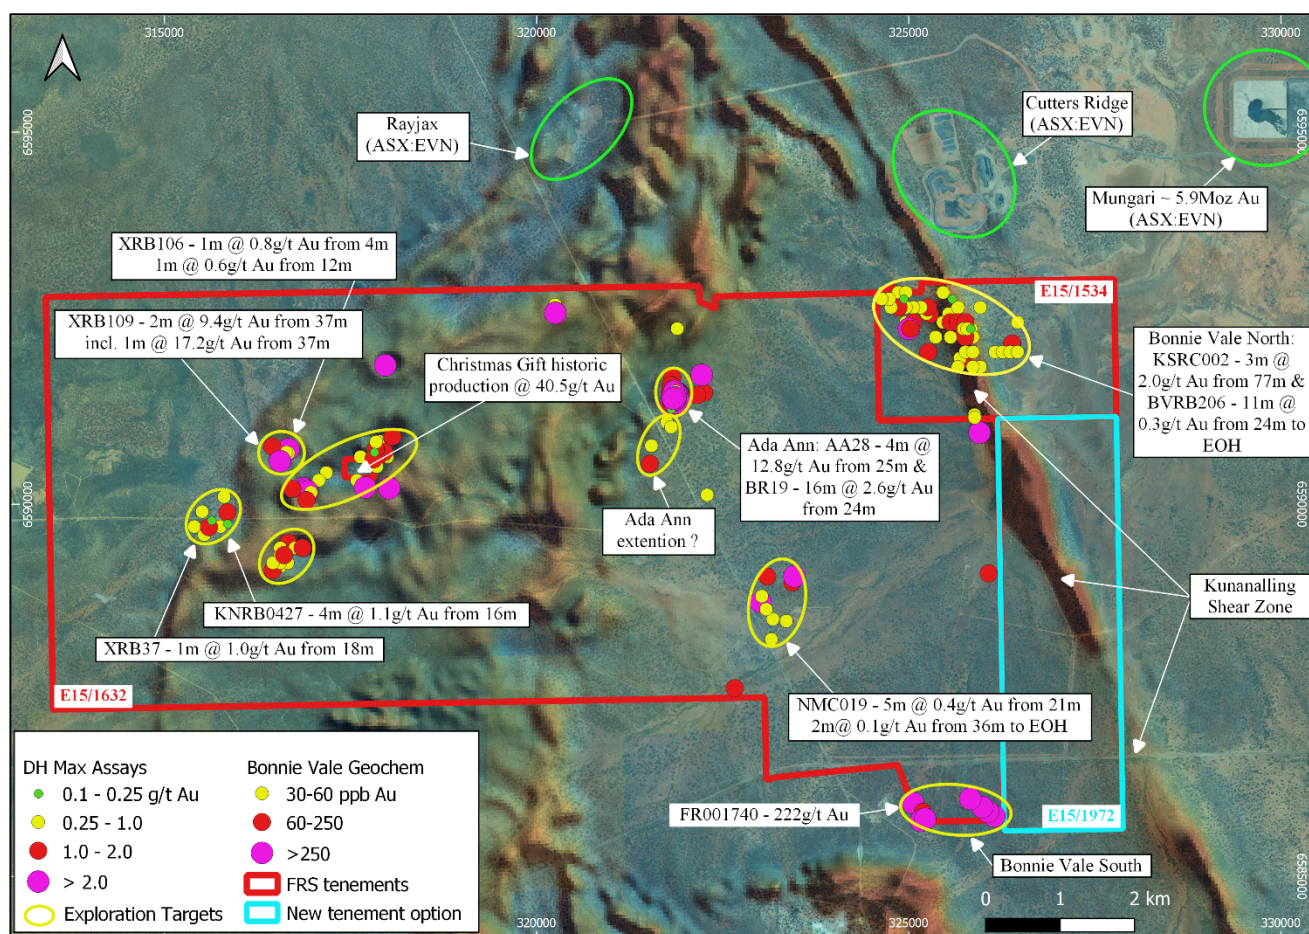 315000
320000
325000
330000
6595000
6595000
Rayjax
(ASX:EVN)
Cutters Ridge
(ASX:EVN)
Mungari ~ 5.9Moz Au
(ASX:EVN)
XRB106 - 1m @ 0.8g/t Au from 4m
1m @ 0.6g/t Au from 12m
E15/1534
XRB109 - 2m @ 9.4g/t Au from 37m
incl. 1m @ 17.2g/t Au from 37m
Christmas Gift historic
production @ 40.5g/t Au
Bonnie Vale North:
KSRC002 - 3m @
2.0g/t Au from 77m &
BVRB206 - 11m @
0.3g/t Au from 24m to
EOH
Ada Ann: AA28 - 4m @
12.8g/t Au from 25m &
BR19 - 16m @ 2.6g/t Au
from 24m
6590000
6590000
Ada Ann
extention ?
Kunanalling
Shear Zone
KNRB0427 - 4m @ 1.1g/t Au from 16m
XRB37 - 1m @ 1.0g/t Au from 18m
E15/1632
NMC019 - 5m @ 0.4g/t Au from 21m
2m@ 0.1g/t Au from 36m to EOH
FR001740 - 222g/t Au
E15/1972
Bonnie Vale South
DH Max Assays
0.1 - 0.25 g/t Au
0.25 - 1.0
1.0 - 2.0
> 2.0
Exploration Targets
Bonnie Vale Geochem
30-60 ppb Au
60-250
>250
FRS tenements
New tenement option
6585000
0 1 2 km
320000
325000
330000